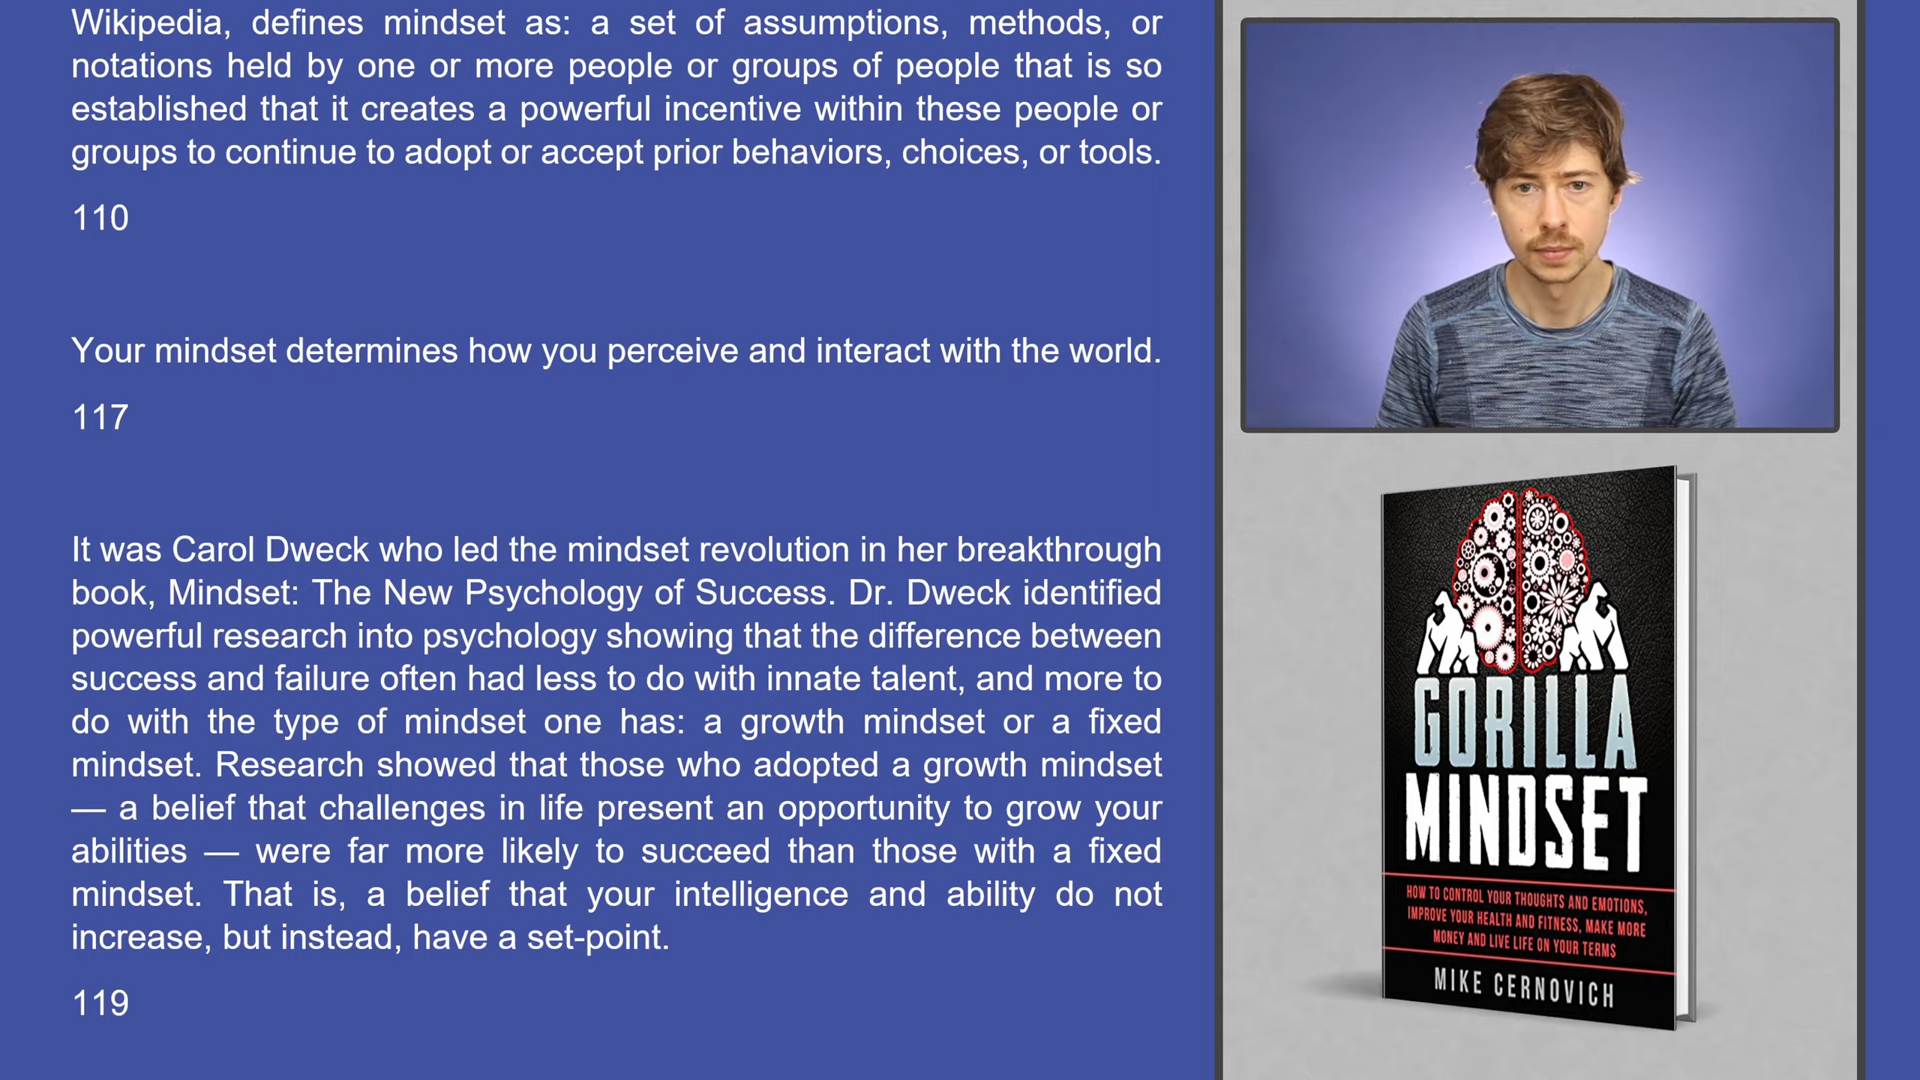 Wikipedia, defines mindset as: a set of assumptions, methods, or
notations held by one or more people or groups of people that is so
established that it creates a powerful incentive within these people or
groups to continue to adopt or accept prior behaviors, choices, or tools.
110
Your mindset determines how you perceive and interact with the world.
117
It was Carol Dweck who led the mindset revolution in her breakthrough
book, Mindset: The New Psychology of Success. Dr. Dweck identified
powerful research into psychology showing that the difference between
success and failure often had less to do with innate talent, and more to
do with the type of mindset one has: a growth mindset or a fixed
mindset. Research showed that those who adopted a growth mindset
— a belief that challenges in life present an opportunity to grow your
abilities — were far more likely to succeed than those with a fixed
mindset. That is, a belief that your intelligence and ability do not
increase, but instead, have a set-point.
119
GORILLA
MINDSET
HOW TO CONTROL YOUR THOUGHTS AND EMOTIONS,
IMPROVE YOUR HEALTH AND FITNESS, MAKE MORE
MONEY AND LIVE LIFE ON YOUR TERMS
MIKE CERNOVICH